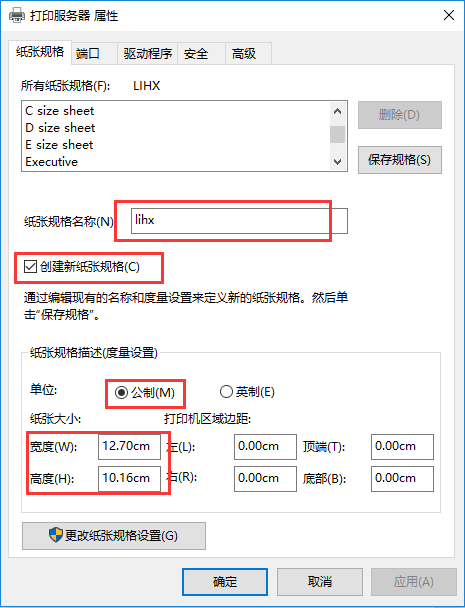 打印服务器 属性
纸张规格 端口 驱动程序 安全 高级
所有纸张规格(F): LIHX
C size sheet
D size sheet
E size sheet
Executive
删除(D)
保存规格(S)
纸张规格名称(N)
lihx
创建新纸张规格(C)
通过编辑现有的名称和度量设置来定义新的纸张规格。然后单
击“保存规格”。
纸张规格描述(度量设置)
单位: 公制(M) 英制(E)
纸张大小: 打印机区域边距:
宽度(W): 12.70cm 左(L): 0.00cm 顶端(T): 0.00cm
高度(H): 10.16cm 右(R): 0.00cm 底部(B): 0.00cm
更改纸张规格设置(G)
确定 取消 应用(A)